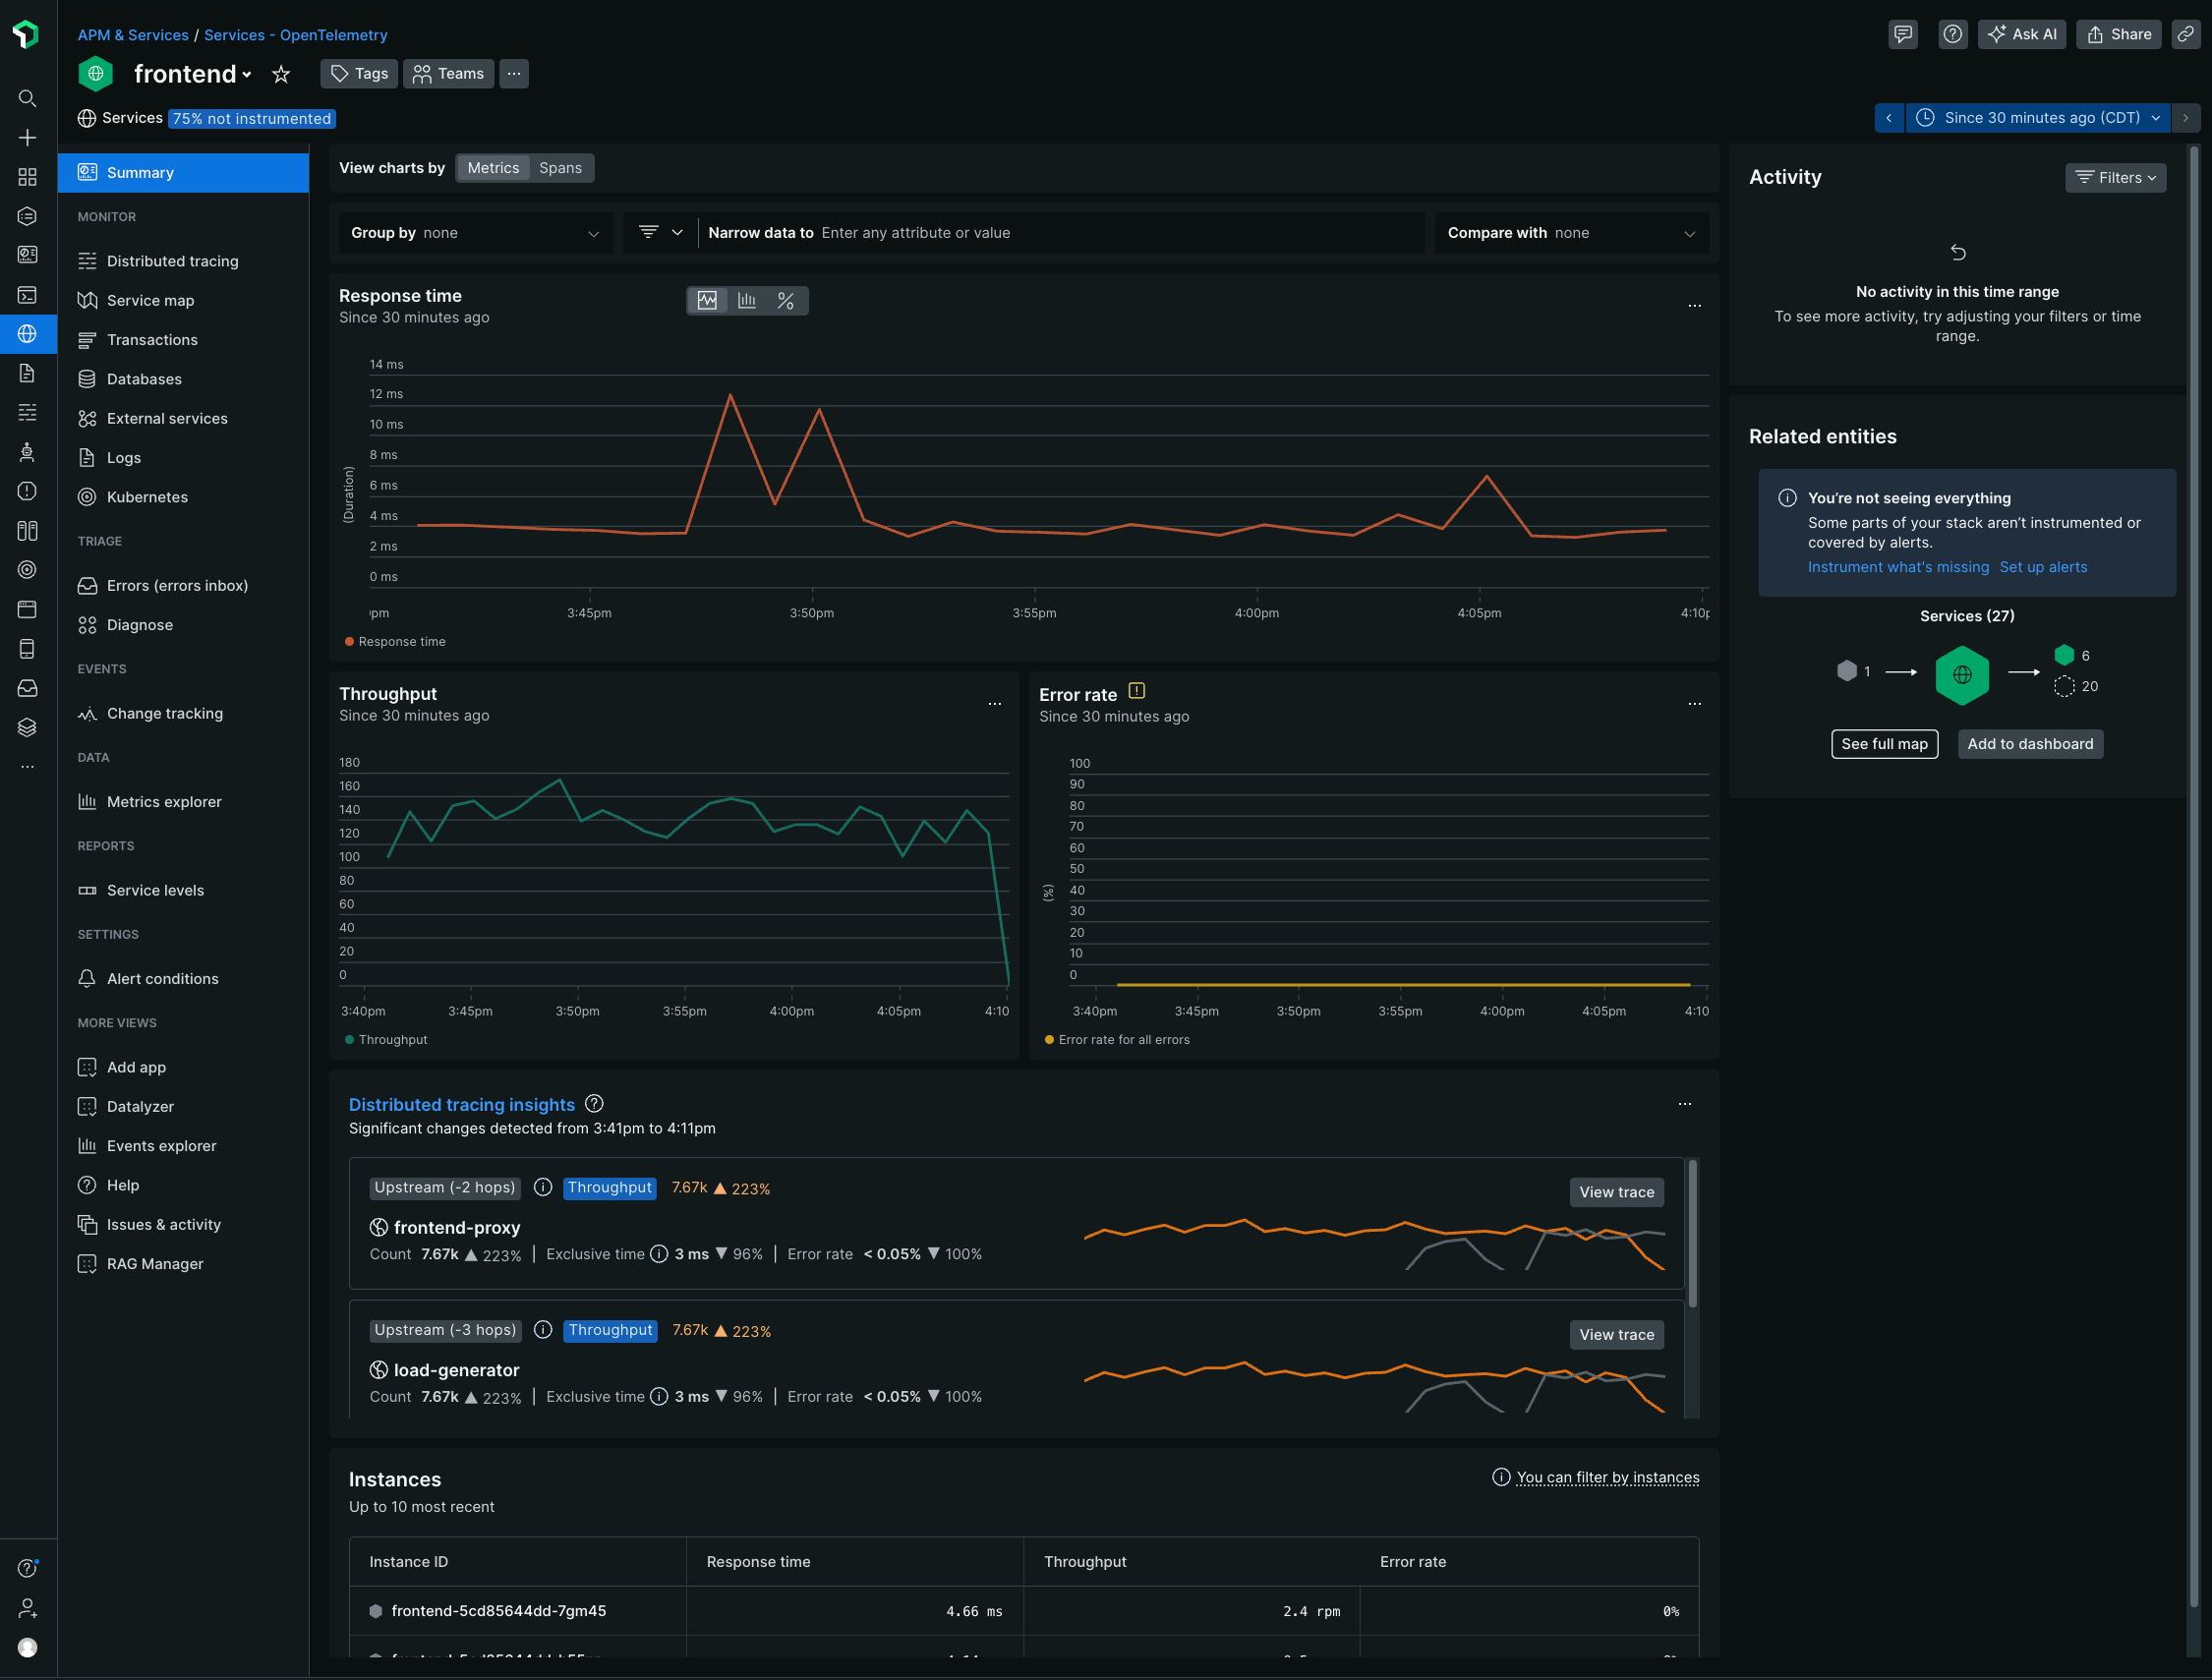 APM & Services / Services - OpenTelemetry
Ask AI
Share
frontend
Tags
Teams
...
Services 75% not instrumented
Since 30 minutes ago (CDT)
Summary
MONITOR
Distributed tracing
Service map
Transactions
Databases
External services
Logs
Kubernetes
TRIAGE
Errors (errors inbox)
Diagnose
EVENTS
Change tracking
DATA
Metrics explorer
REPORTS
Service levels
SETTINGS
Alert conditions
MORE VIEWS
Add app
Datalyzer
Events explorer
Help
Issues & activity
RAG Manager
View charts by Metrics Spans
Group by none
Narrow data to Enter any attribute or value
Compare with none
Response time
Since 30 minutes ago
...
14 ms
12 ms
10 ms
8 ms
6 ms
4 ms
2 ms
0 ms
(Duration)
pm 3:45pm 3:50pm 3:55pm 4:00pm 4:05pm 4:10p
Response time
Throughput
Since 30 minutes ago
...
180
160
140
120
100
80
60
40
20
0
3:40pm 3:45pm 3:50pm 3:55pm 4:00pm 4:05pm 4:10
Throughput
Error rate
Since 30 minutes ago
...
100
90
80
70
60
50
40
30
20
10
0
(%)
3:40pm 3:45pm 3:50pm 3:55pm 4:00pm 4:05pm 4:10
Error rate for all errors
Distributed tracing insights
...
Significant changes detected from 3:41pm to 4:11pm
Upstream (-2 hops) Throughput 7.67k ▲ 223%
View trace
frontend-proxy
Count 7.67k ▲ 223% | Exclusive time 3 ms ▼ 96% | Error rate < 0.05% ▼ 100%
Upstream (-3 hops) Throughput 7.67k ▲ 223%
View trace
load-generator
Count 7.67k ▲ 223% | Exclusive time 3 ms ▼ 96% | Error rate < 0.05% ▼ 100%
Instances
You can filter by instances
Up to 10 most recent
Instance ID Response time Throughput Error rate
frontend-5cd85644dd-7gm45 4.66 ms 2.4 rpm 0%
Activity
Filters
No activity in this time range
To see more activity, try adjusting your filters or time
range.
Related entities
You're not seeing everything
Some parts of your stack aren't instrumented or
covered by alerts.
Instrument what's missing Set up alerts
Services (27)
1
6
20
See full map
Add to dashboard